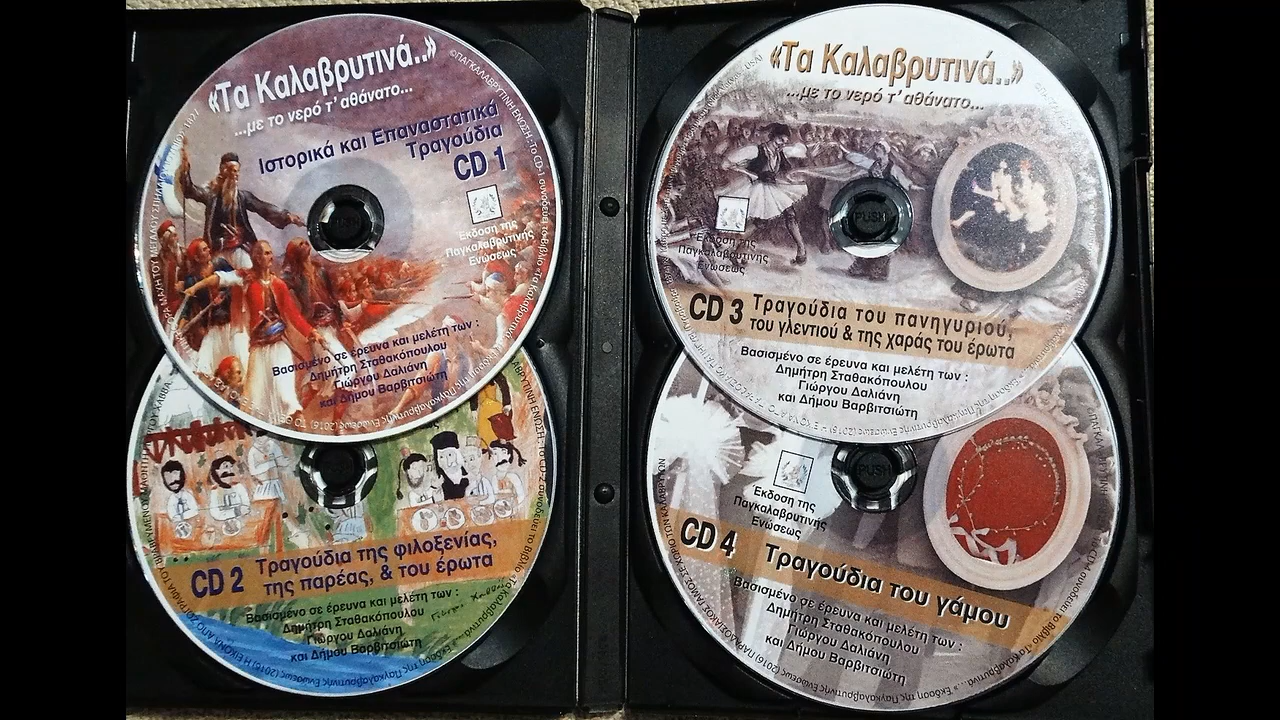 «Τα Καλαβρυτινά..»
...με το νερό τ' αθάνατο...
Ιστορικά και Επαναστατικά
Τραγούδια
CD 1
Έκδοση της
Παγκαλαβρυτινής
Ενώσεως
Βασισμένο σε έρευνα και μελέτη των :
Δημήτρη Σταθακόπουλου
Γιώργου Δαλιάνη
και Δήμου Βαρβιτσιώτη
CD 2
Τραγούδια της φιλοξενίας,
της παρέας, & του έρωτα
Βασισμένο σε έρευνα και μελέτη των :
Δημήτρη Σταθακόπουλου
Γιώργου Δαλιάνη
και Δήμου Βαρβιτσιώτη
«Τα Καλαβρυτινά..»
...με το νερό τ' αθάνατο...
PUSH
Έκδοση της
Παγκαλαβρυτινής
Ενώσεως
CD 3
Τραγούδια του πανηγυριού,
του γλεντιού & της χαράς του έρωτα
Βασισμένο σε έρευνα και μελέτη των :
Δημήτρη Σταθακόπουλου
Γιώργου Δαλιάνη
και Δήμου Βαρβιτσιώτη
PUSH
Έκδοση της
Παγκαλαβρυτινής
Ενώσεως
CD 4
Τραγούδια του γάμου
Βασισμένο σε έρευνα και μελέτη των :
Δημήτρη Σταθακόπουλου
Γιώργου Δαλιάνη
και Δήμου Βαρβιτσιώτη